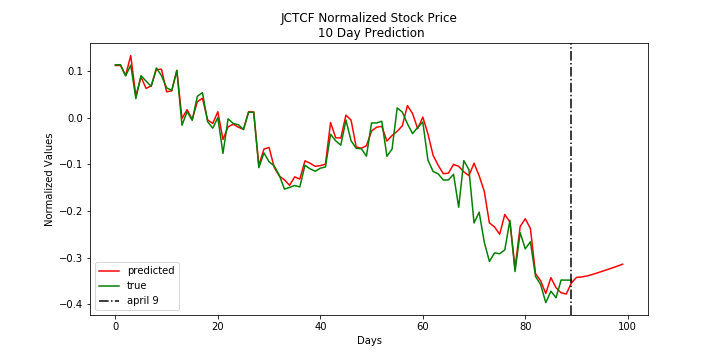 JCTCF Normalized Stock Price
10 Day Prediction
Normalized Values
0.1
0.0
−0.1
−0.2
−0.3
−0.4
predicted
true
april 9
0
20
40
60
80
100
Days